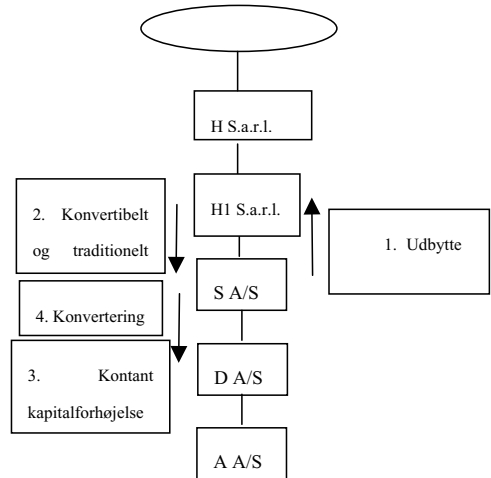 H S.a.r.l.
H1 S.a.r.l.
2. Konvertibelt
og traditionelt
1. Udbytte
S A/S
4. Konvertering
3. Kontant
kapitalforhøjelse
D A/S
A A/S